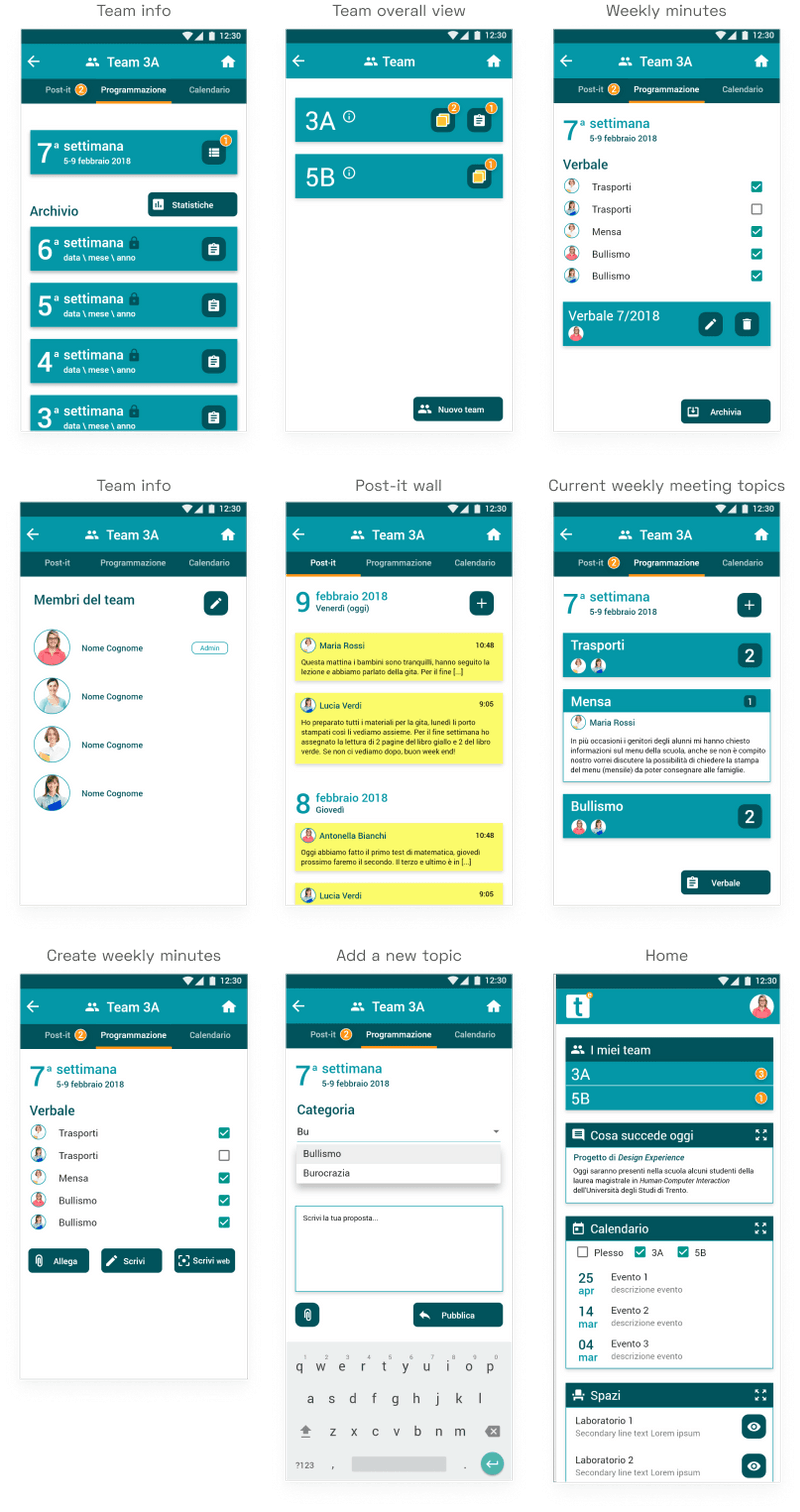 Team info
12:30
Team 3A
Post-it 2 Programmazione Calendario
7ª settimana
5-9 febbraio 2018
1
Archivio
Statistiche
6ª settimana
data \ mese \ anno
5ª settimana
data \ mese \ anno
4ª settimana
data \ mese \ anno
3ª settimana
data \ mese \ anno
Team overall view
12:30
Team
3A 2 1
5B 1
Nuovo team
Weekly minutes
12:30
Team 3A
Post-it 2 Programmazione Calendario
7ª settimana
5-9 febbraio 2018
Verbale
Trasporti
Trasporti
Mensa
Bullismo
Bullismo
Verbale 7/2018
Archivia
Team info
12:30
Team 3A
Post-it Programmazione Calendario
Membri del team
Nome Cognome Admin
Nome Cognome
Nome Cognome
Nome Cognome
Post-it wall
12:30
Team 3A
Post-it Programmazione Calendario
9 febbraio 2018
Venerdì (oggi)
Maria Rossi 10:48
Questa mattina i bambini sono tranquilli, hanno seguito la
lezione e abbiamo parlato della gita. Per il fine [...]
Lucia Verdi 9:05
Ho preparato tutti i materiali per la gita, lunedì li porto
stampati così li vediamo assieme. Per il fine settimana ho
assegnato la lettura di 2 pagine del libro giallo e 2 del libro
verde. Se non ci vediamo dopo, buon week end!
8 febbraio 2018
Giovedì
Antonella Bianchi 10:48
Oggi abbiamo fatto il primo test di matematica, giovedì
prossimo faremo il secondo. Il terzo e ultimo è in [...]
Lucia Verdi 9:05
Current weekly meeting topics
12:30
Team 3A
Post-it 2 Programmazione Calendario
7ª settimana
5-9 febbraio 2018
Trasporti
2
Mensa 1
Maria Rossi
In più occasioni i genitori degli alunni mi hanno chiesto
informazioni sul menu della scuola, anche se non è compito
nostro vorrei discutere la possibilità di chiedere la stampa
del menu (mensile) da poter consegnare alle famiglie.
Bullismo
2
Verbale
Create weekly minutes
12:30
Team 3A
Post-it 2 Programmazione Calendario
7ª settimana
5-9 febbraio 2018
Verbale
Trasporti
Trasporti
Mensa
Bullismo
Bullismo
Allega Scrivi Scrivi web
Add a new topic
12:30
Team 3A
Post-it 2 Programmazione Calendario
7ª settimana
5-9 febbraio 2018
Categoria
Bu
Bullismo
Burocrazia
Scrivi la tua proposta...
Pubblica
1 2 3 4 5 6 7 8 9 0
q w e r t y u i o p
a s d f g h j k l
z x c v b n m
?123 , .
Home
12:30
t
I miei team
3A 3
5B 1
Cosa succede oggi
Progetto di Design Experience
Oggi saranno presenti nella scuola alcuni studenti della
laurea magistrale in Human-Computer Interaction
dell'Università degli Studi di Trento.
Calendario
Plesso 3A 5B
25 apr Evento 1
descrizione evento
14 mar Evento 2
descrizione evento
04 mar Evento 3
descrizione evento
Spazi
Laboratorio 1
Secondary line text Lorem ipsum
Laboratorio 2
Secondary line text Lorem ipsum